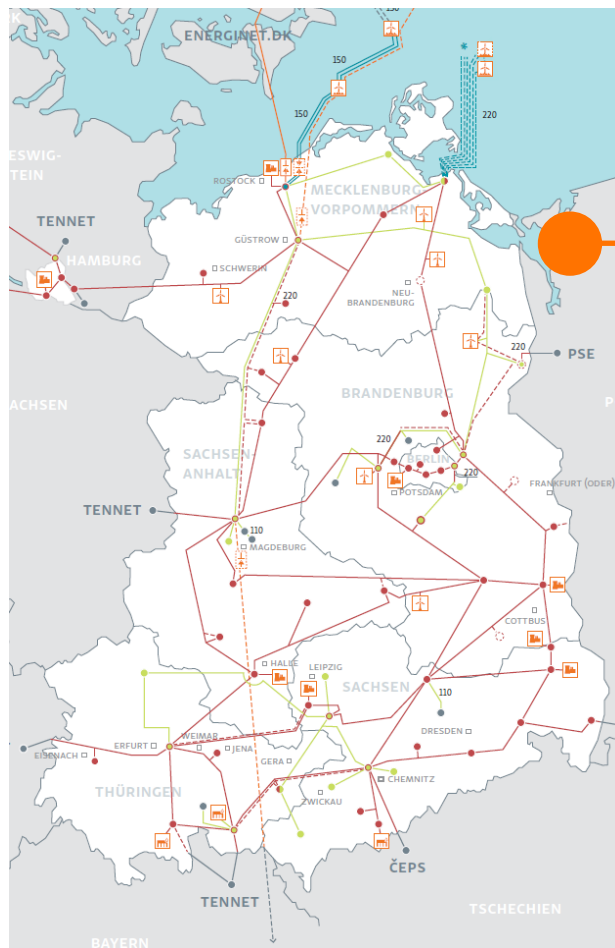 K
ENERGINET.DK
150
150
150
220
ESWIG-
TEIN
ROSTOCK
MECKLENBURG-
VORPOMMERN
TENNET
HAMBURG
GÜSTROW
SCHWERIN
220
NEU-
BRANDENBURG
220
PSE
BRANDENBURG
ACHSEN
P
SACHSEN-
ANHALT
220
BERLIN
220
POTSDAM
FRANKFURT (ODER)
TENNET
110
MAGDEBURG
COTTBUS
HALLE
LEIPZIG
SACHSEN
110
DRESDEN
ERFURT
WEIMAR
JENA
EISENACH
GERA
CHEMNITZ
THÜRINGEN
ZWICKAU
ČEPS
TENNET
TSCHECHIEN
BAYERN